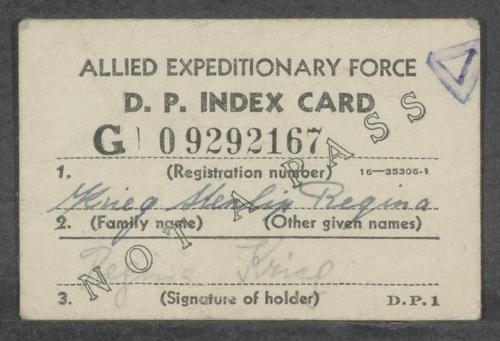 ALLIED EXPEDITIONARY FORCE
D. P. INDEX CARD
G 09292167
1. (Registration number) 16—35306-1
Krieg Regina
2. (Family name) (Other given names)
Regina Krieg
3. (Signature of holder) D.P.1
NOT A PASS